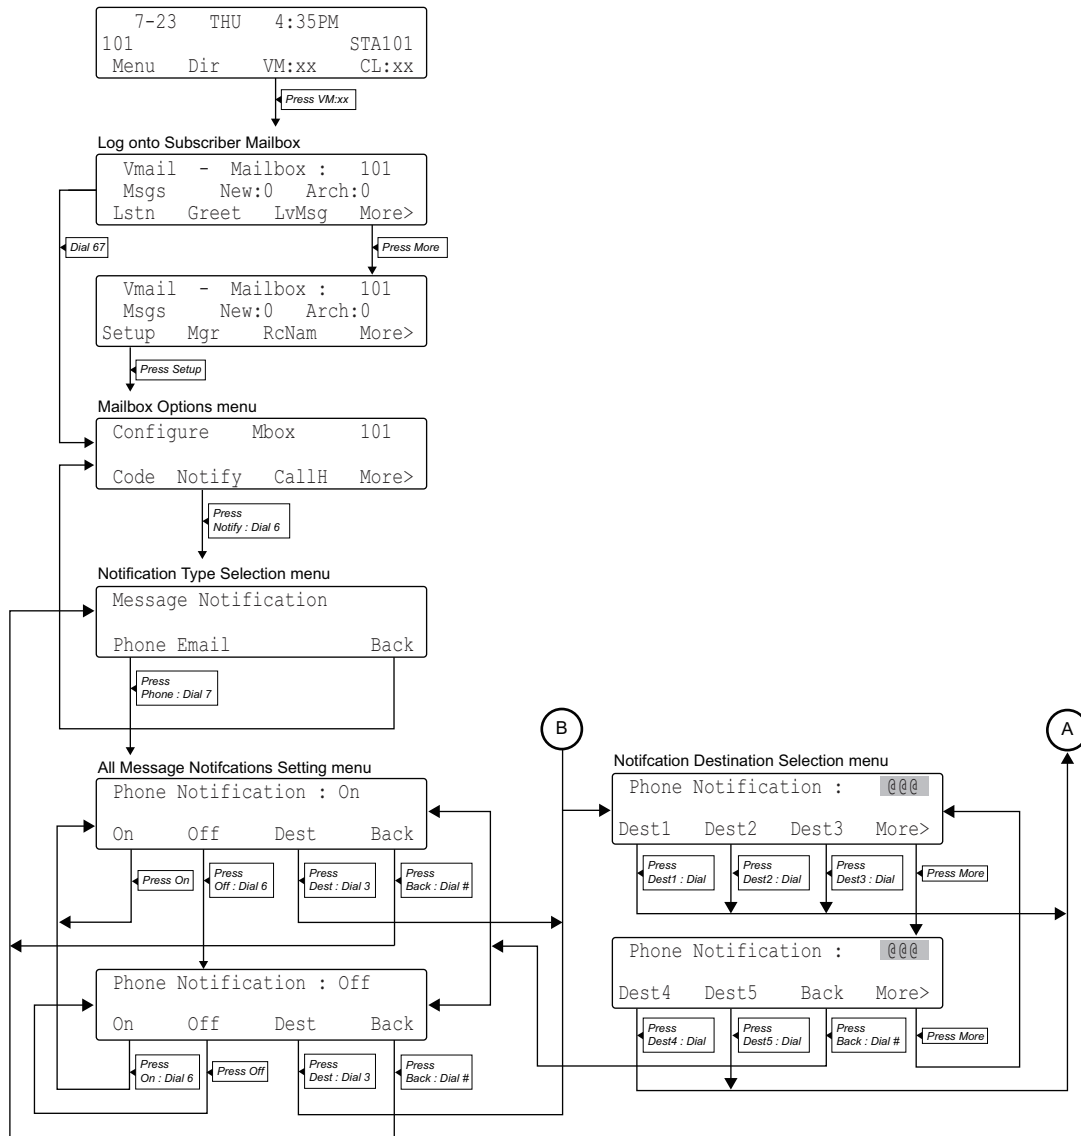 7-23 THU 4:35PM
101 STA101
Menu Dir VM:xx CL:xx
Press VM:xx
Log onto Subscriber Mailbox
Vmail - Mailbox : 101
Msgs New:0 Arch:0
Lstn Greet LvMsg More>
Dial 67
Press More
Vmail - Mailbox : 101
Msgs New:0 Arch:0
Setup Mgr RcNam More>
Press Setup
Mailbox Options menu
Configure Mbox 101
Code Notify CallH More>
Press
Notify : Dial 6
Notification Type Selection menu
Message Notification
Phone Email Back
Press
Phone : Dial 7
B
A
All Message Notifcations Setting menu
Phone Notification : On
On Off Dest Back
Press On
Press
Off : Dial 6
Press
Dest : Dial 3
Press
Back : Dial #
Phone Notification : Off
On Off Dest Back
Press
On : Dial 6
Press Off
Press
Dest : Dial 3
Press
Back : Dial #
Notifcation Destination Selection menu
Phone Notification : @@@
Dest1 Dest2 Dest3 More>
Press
Dest1 : Dial
Press
Dest2 : Dial
Press
Dest3 : Dial
Press More
Phone Notification : @@@
Dest4 Dest5 Back More>
Press
Dest4 : Dial
Press
Dest5 : Dial
Press
Back : Dial #
Press More